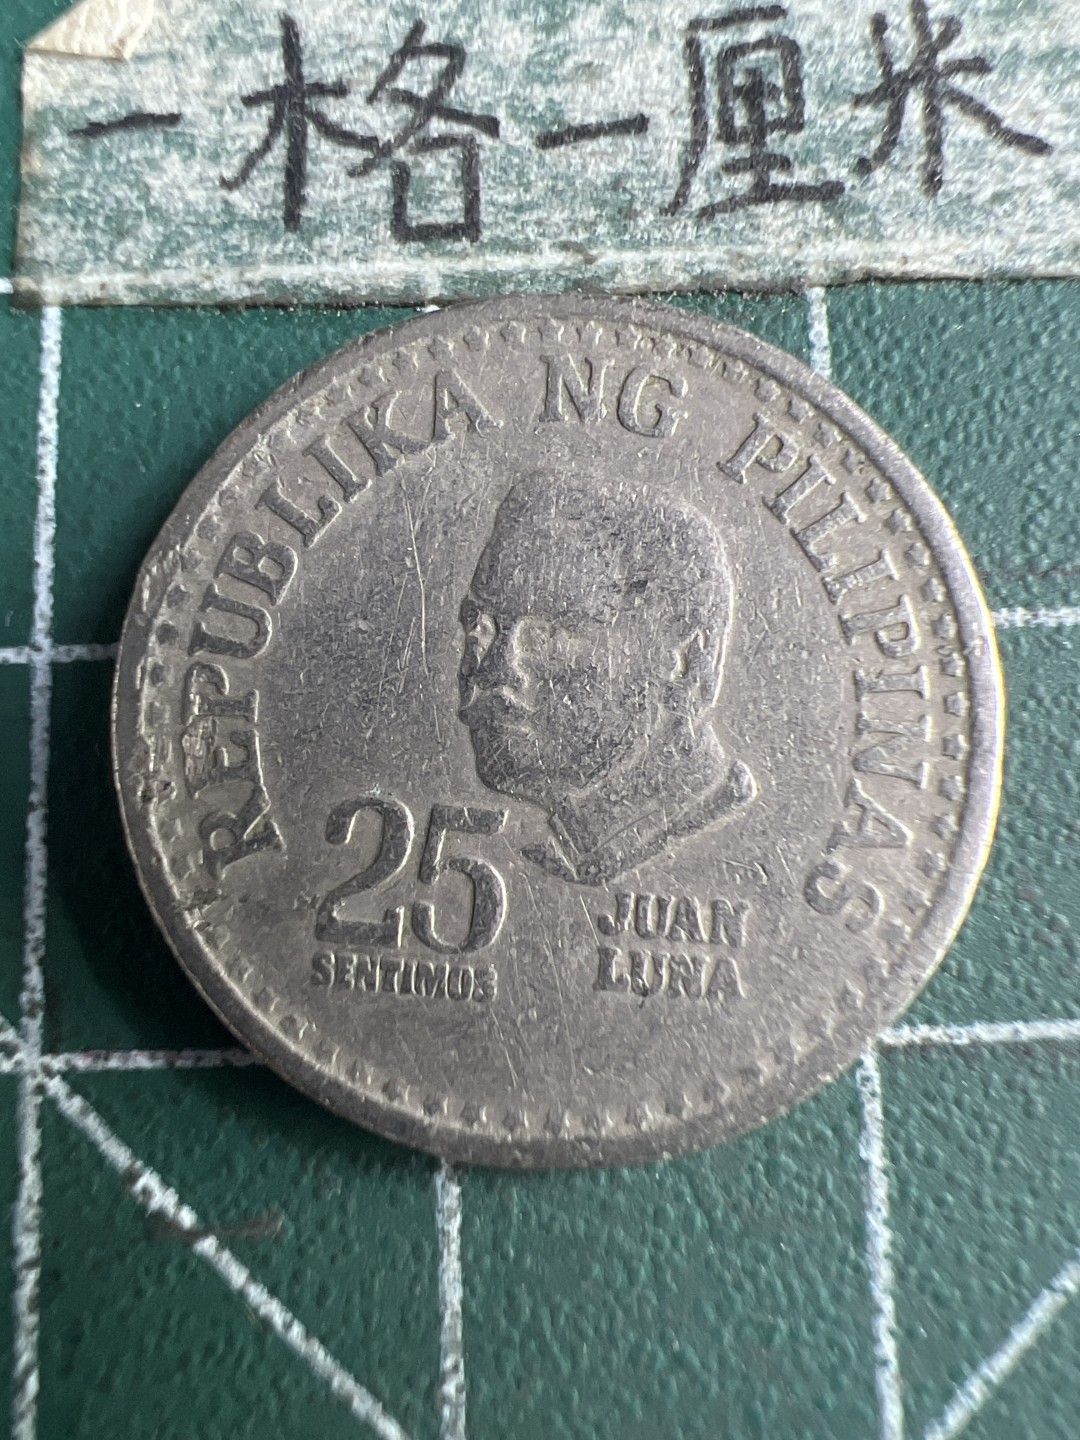 一格一厘米
REPUBLIKA NG PILIPINAS
25
SENTIMOS
JUAN
LUNA